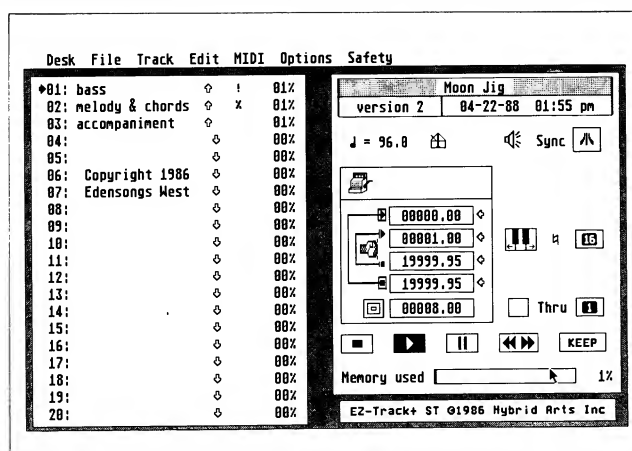 Desk File Track Edit MIDI Options Safety
01: bass ! 01%
02: melody & chords X 01%
03: accompaniment 01%
04: 00%
05: 00%
06: Copyright 1986 00%
07: Edensongs West 00%
08: 00%
09: 00%
10: 00%
11: 00%
12: 00%
13: 00%
14: 00%
15: 00%
16: 00%
17: 00%
18: 00%
19: 00%
20: 00%
Moon Jig
version 2 04-22-88 01:55 pm
♩ = 96.0 Sync
00000.00
00001.00
19999.95
19999.95
00008.00
♮ 16
Thru 1
KEEP
Memory used 1%
EZ-Track+ ST ©1986 Hybrid Arts Inc